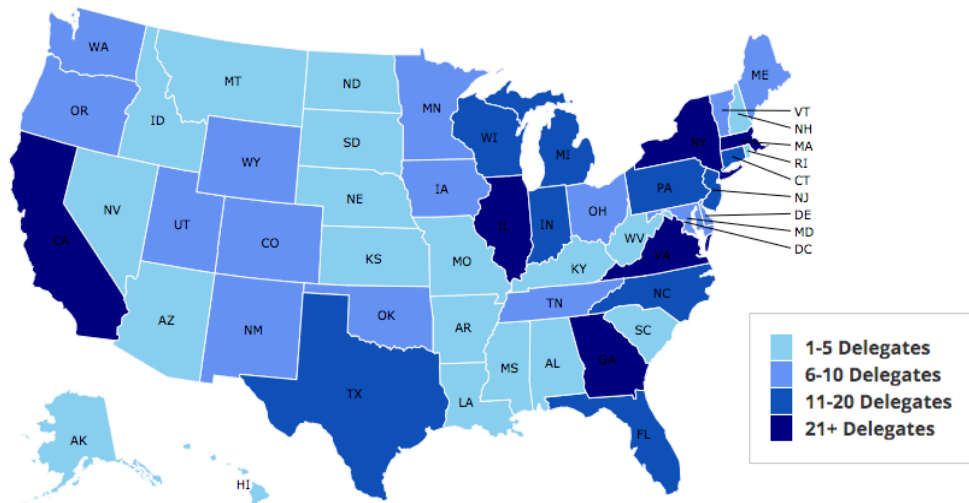 WA
MT
ND
MN
ME
OR
ID
SD
WI
MI
NY
VT
NH
MA
RI
CT
NJ
DE
MD
DC
WY
NE
IA
PA
NV
UT
CO
IL
IN
OH
CA
KS
MO
WV
KY
VA
AZ
NM
OK
AR
TN
NC
SC
MS
AL
GA
TX
LA
FL
AK
HI
1-5 Delegates
6-10 Delegates
11-20 Delegates
21+ Delegates